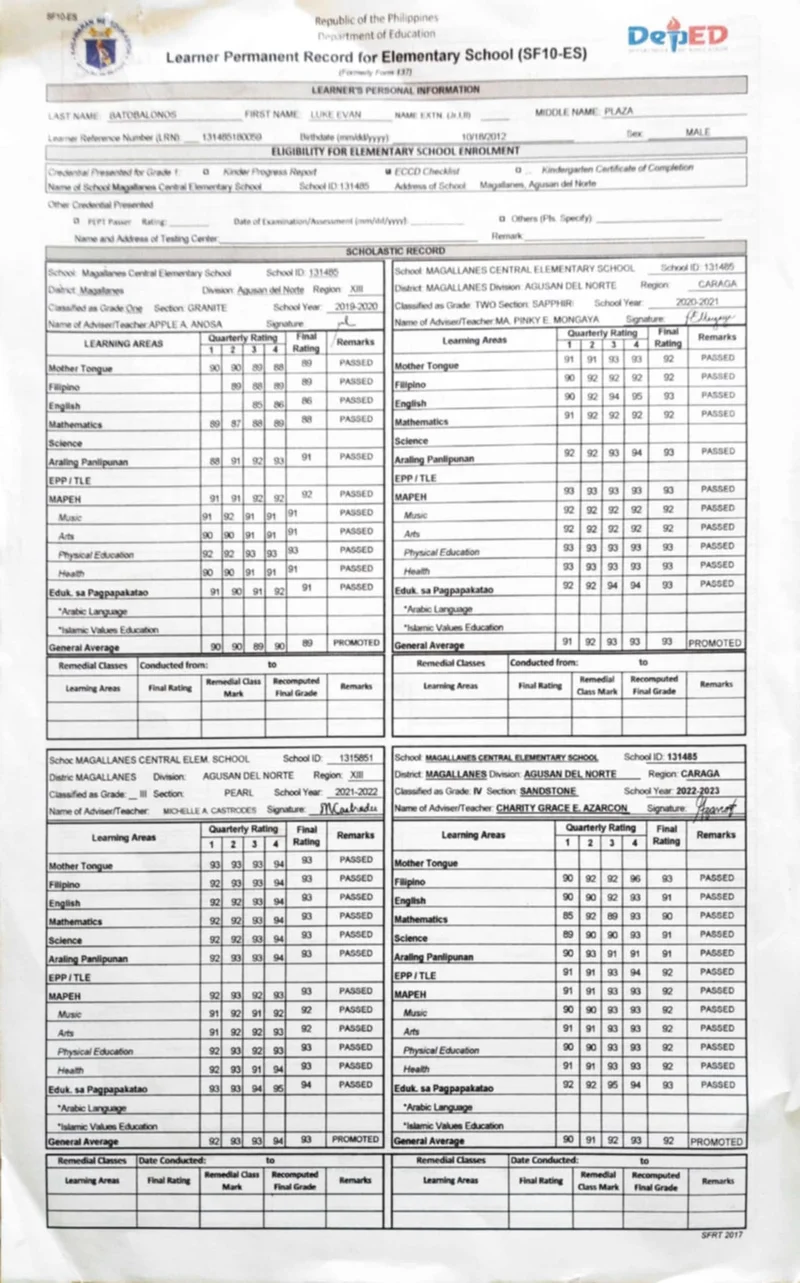 SF10-ES
Republic of the Philippines
Department of Education
DepED
Learner Permanent Record for Elementary School (SF10-ES)
(Formerly Form 137)
LEARNER'S PERSONAL INFORMATION
LAST NAME: BATOBALONOS FIRST NAME: LUKE EVAN NAME EXTN. (Jr,I,II) MIDDLE NAME: PLAZA
Learner Reference Number (LRN): Birthdate (mm/dd/yyyy) 10/18/2012 Sex: MALE
ELIGIBILITY FOR ELEMENTARY SCHOOL ENROLMENT
Credential Presented for Grade 1: Kinder Progress Report ECCD Checklist Kindergarten Certificate of Completion
Name of School Magallanes Central Elementary School School ID 131485 Address of School Magallanes, Agusan del Norte
Other Credential Presented
PEPT Passer Rating: Date of Examination/Assessment (mm/dd/yyyy): Others (Pls. Specify)
Name and Address of Testing Center: Remark:
SCHOLASTIC RECORD
School: Magallanes Central Elementary School School ID: 131485
District: Magallanes Division: Agusan del Norte Region: XIII
Classified as Grade One Section: GRANITE School Year: 2019-2020
Name of Adviser/Teacher APPLE A. ANOSA Signature:
LEARNING AREAS Quarterly Rating Final Rating Remarks
1 2 3 4
Mother Tongue 90 90 89 88 89 PASSED
Filipino 89 88 89 89 PASSED
English 85 86 86 PASSED
Mathematics 89 87 88 89 88 PASSED
Science
Araling Panlipunan 88 91 92 93 91 PASSED
EPP / TLE
MAPEH 91 91 92 92 92 PASSED
Music 91 92 91 91 91 PASSED
Arts 90 90 91 91 91 PASSED
Physical Education 92 92 93 93 93 PASSED
Health 90 90 91 91 91 PASSED
Eduk. sa Pagpapakatao 91 90 91 92 91 PASSED
*Arabic Language
*Islamic Values Education
General Average 90 90 89 90 89 PROMOTED
Remedial Classes Conducted from: to
Learning Areas Final Rating Remedial Class Mark Recomputed Final Grade Remarks
School: MAGALLANES CENTRAL ELEMENTARY SCHOOL School ID: 131485
District: MAGALLANES Division: AGUSAN DEL NORTE Region: CARAGA
Classified as Grade: TWO Section: SAPPHIR School Year: 2020-2021
Name of Adviser/Teacher: MA. PINKY E. MONGAYA Signature:
Learning Areas Quarterly Rating Final Rating Remarks
1 2 3 4
Mother Tongue 91 91 93 93 92 PASSED
Filipino 90 92 92 92 92 PASSED
English 90 92 94 95 93 PASSED
Mathematics 91 92 92 92 92 PASSED
Science
Araling Panlipunan 92 92 93 94 93 PASSED
EPP / TLE
MAPEH 93 93 93 93 93 PASSED
Music 92 92 92 92 92 PASSED
Arts 92 92 92 92 92 PASSED
Physical Education 93 93 93 93 93 PASSED
Health 93 93 93 93 93 PASSED
Eduk. sa Pagpapakatao 92 92 94 94 93 PASSED
*Arabic Language
*Islamic Values Education
General Average 91 92 93 93 93 PROMOTED
Remedial Classes Conducted from: to
Learning Areas Final Rating Remedial Class Mark Recomputed Final Grade Remarks
Schoc MAGALLANES CENTRAL ELEM. SCHOOL School ID: 1315851
Distric MAGALLANES Division: AGUSAN DEL NORTE Region: XIII
Classified as Grade: III Section: PEARL School Year: 2021-2022
Name of Adviser/Teacher: MICHELLE A. CASTRODES Signature:
Learning Areas Quarterly Rating Final Rating Remarks
1 2 3 4
Mother Tongue 93 93 93 94 93 PASSED
Filipino 92 93 93 94 93 PASSED
English 92 92 93 94 93 PASSED
Mathematics 92 92 93 94 93 PASSED
Science 92 92 93 94 93 PASSED
Araling Panlipunan 92 93 93 94 93 PASSED
EPP / TLE
MAPEH 92 93 92 93 93 PASSED
Music 91 92 91 92 92 PASSED
Arts 91 92 92 93 92 PASSED
Physical Education 92 93 92 93 93 PASSED
Health 92 93 91 94 93 PASSED
Eduk. sa Pagpapakatao 93 93 94 95 94 PASSED
*Arabic Language
*Islamic Values Education
General Average 92 93 93 94 93 PROMOTED
Remedial Classes Date Conducted: to
Learning Areas Final Rating Remedial Class Mark Recomputed Final Grade Remarks
School: MAGALLANES CENTRAL ELEMENTARY SCHOOL School ID: 131485
District: MAGALLANES Division: AGUSAN DEL NORTE Region: CARAGA
Classified as Grade: IV Section: SANDSTONE School Year: 2022-2023
Name of Adviser/Teacher: CHARITY GRACE E. AZARCON Signature:
Learning Areas Quarterly Rating Final Rating Remarks
1 2 3 4
Mother Tongue
Filipino 90 92 92 96 93 PASSED
English 90 90 92 93 91 PASSED
Mathematics 85 92 89 93 90 PASSED
Science 89 90 90 93 91 PASSED
Araling Panlipunan 90 93 91 91 91 PASSED
EPP / TLE 91 91 93 94 92 PASSED
MAPEH 91 91 93 93 92 PASSED
Music 90 90 93 93 92 PASSED
Arts 91 91 93 93 92 PASSED
Physical Education 90 90 93 93 92 PASSED
Health 91 91 93 93 92 PASSED
Eduk. sa Pagpapakatao 92 92 95 94 93 PASSED
*Arabic Language
*Islamic Values Education
General Average 90 91 92 93 92 PROMOTED
Remedial Classes Date Conducted: to
Learning Areas Final Rating Remedial Class Mark Recomputed Final Grade Remarks
SFRT 2017